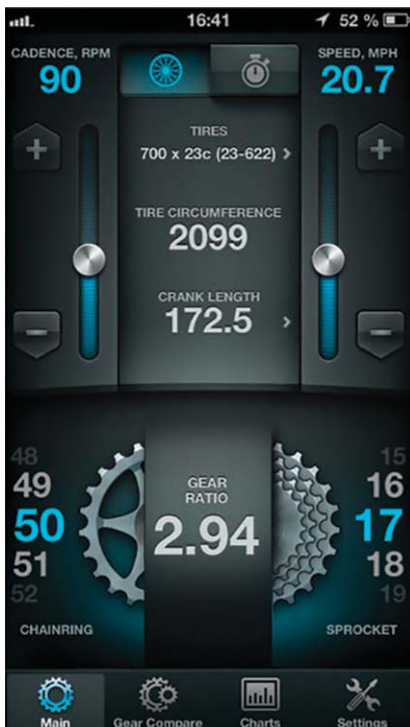 16:41 52 %
CADENCE, RPM
90
SPEED, MPH
20.7
TIRES
700 x 23c (23-622) >
TIRE CIRCUMFERENCE
2099
CRANK LENGTH
172.5 >
+
+
−
−
48
49
50
51
52
CHAINRING
GEAR
RATIO
2.94
15
16
17
18
19
SPROCKET
Main Gear Compare Charts Settings